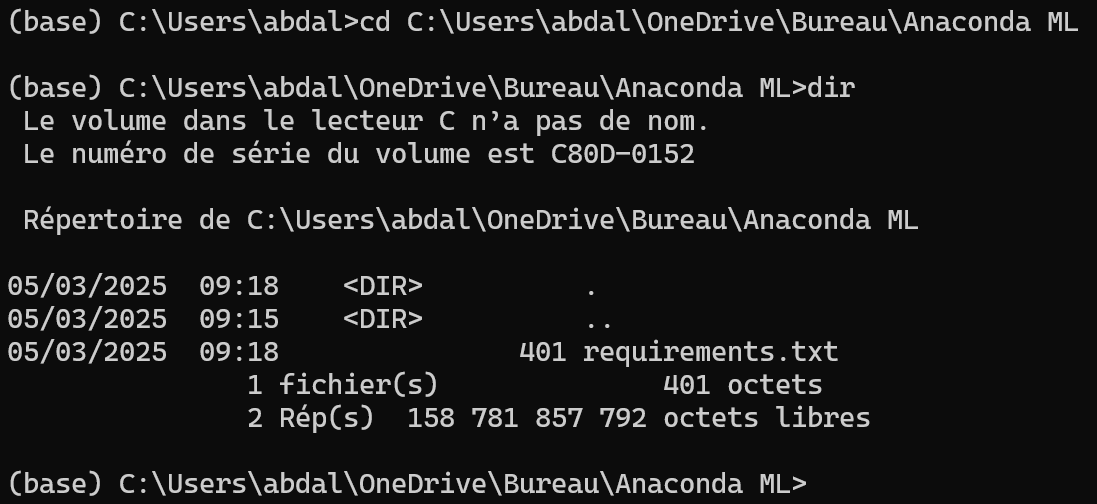 (base) C:\Users\abdal>cd C:\Users\abdal\OneDrive\Bureau\Anaconda ML
(base) C:\Users\abdal\OneDrive\Bureau\Anaconda ML>dir
Le volume dans le lecteur C n’a pas de nom.
Le numéro de série du volume est C80D-0152
Répertoire de C:\Users\abdal\OneDrive\Bureau\Anaconda ML
05/03/2025  09:18    <DIR>          .
05/03/2025  09:15    <DIR>          ..
05/03/2025  09:18               401 requirements.txt
1 fichier(s)              401 octets
2 Rép(s)  158 781 857 792 octets libres
(base) C:\Users\abdal\OneDrive\Bureau\Anaconda ML>